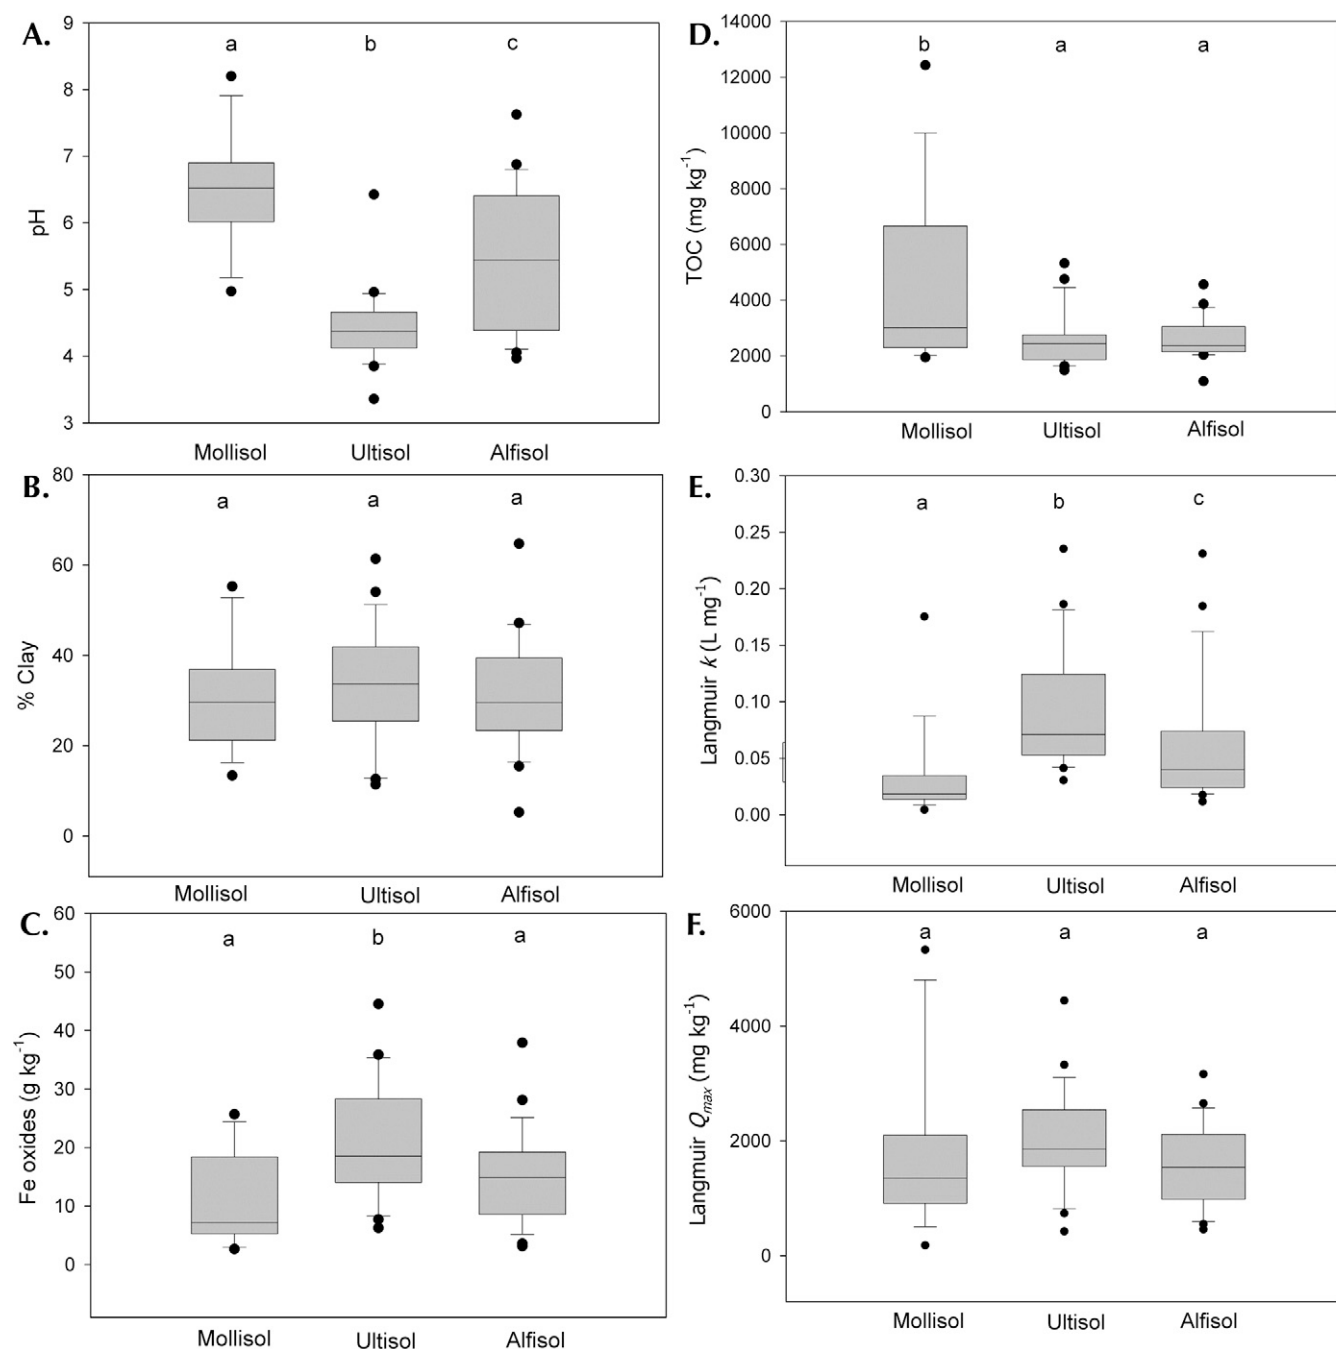 A.
9
8
7
6
5
4
3
pH
a b c
Mollisol Ultisol Alfisol
B.
80
60
40
20
0
% Clay
a a a
Mollisol Ultisol Alfisol
C.
60
50
40
30
20
10
0
Fe oxides (g kg⁻¹)
a b a
Mollisol Ultisol Alfisol
D.
14000
12000
10000
8000
6000
4000
2000
0
TOC (mg kg⁻¹)
b a a
Mollisol Ultisol Alfisol
E.
0.30
0.25
0.20
0.15
0.10
0.05
0.00
Langmuir k (L mg⁻¹)
a b c
Mollisol Ultisol Alfisol
F.
6000
4000
2000
0
Langmuir Qmax (mg kg⁻¹)
a a a
Mollisol Ultisol Alfisol